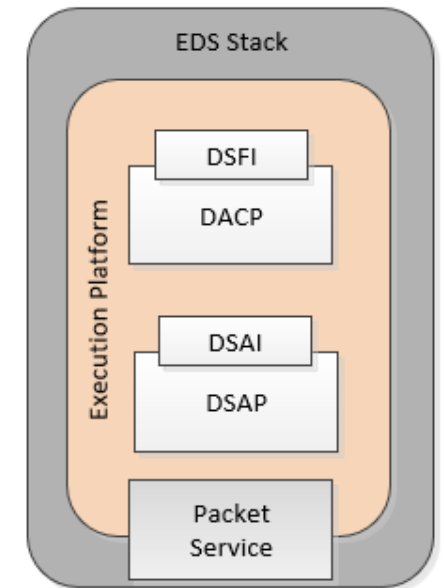 EDS Stack
Execution Platform
DSFI
DACP
DSAI
DSAP
Packet
Service